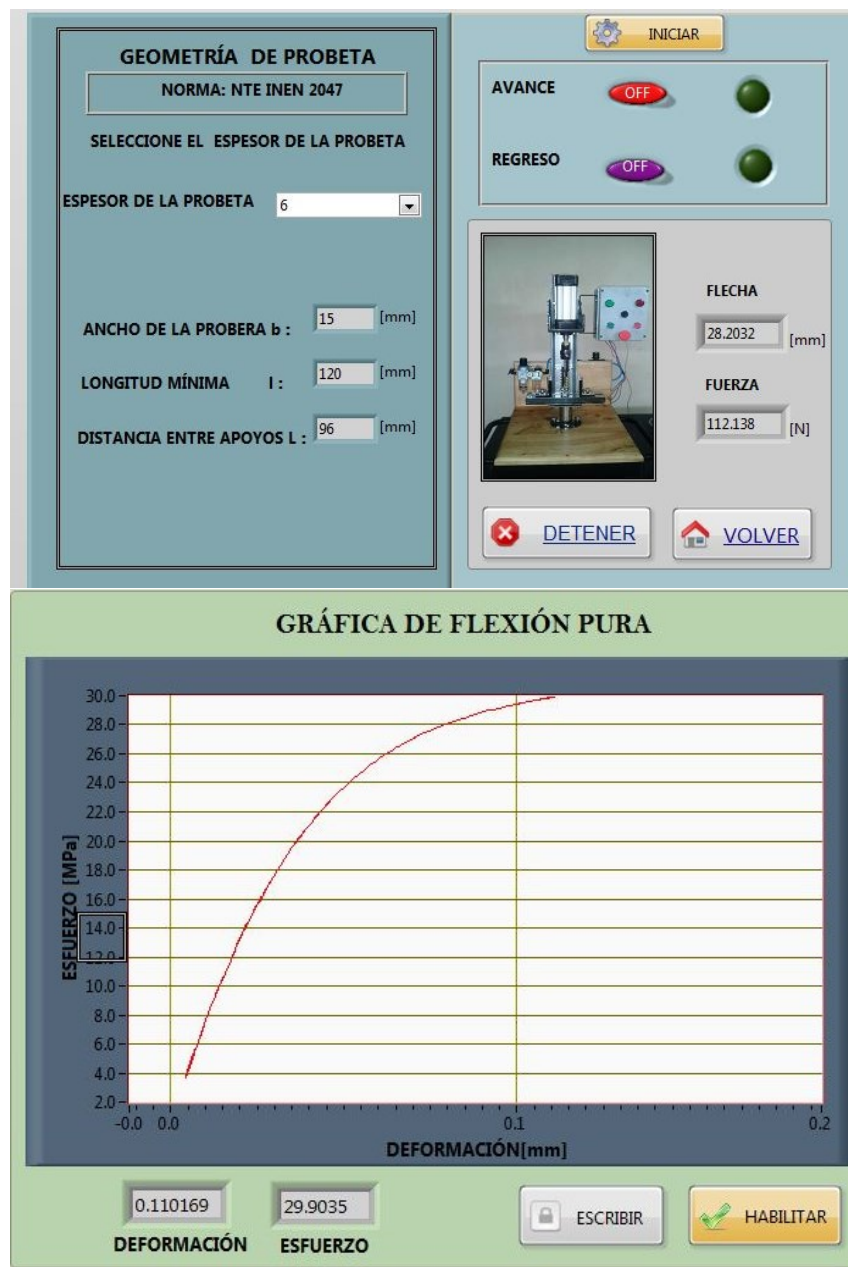 GEOMETRÍA DE PROBETA
NORMA: NTE INEN 2047
SELECCIONE EL ESPESOR DE LA PROBETA
ESPESOR DE LA PROBETA 6
ANCHO DE LA PROBERA b : 15 [mm]
LONGITUD MÍNIMA l : 120 [mm]
DISTANCIA ENTRE APOYOS L : 96 [mm]
INICIAR
AVANCE OFF
REGRESO OFF
FLECHA
28.2032 [mm]
FUERZA
112.138 [N]
DETENER
VOLVER
GRÁFICA DE FLEXIÓN PURA
ESFUERZO [MPa]
30.0
28.0
26.0
24.0
22.0
20.0
18.0
16.0
14.0
12.0
10.0
8.0
6.0
4.0
2.0
-0.0 0.0 0.1 0.2
DEFORMACIÓN[mm]
0.110169 29.9035
DEFORMACIÓN ESFUERZO
ESCRIBIR
HABILITAR